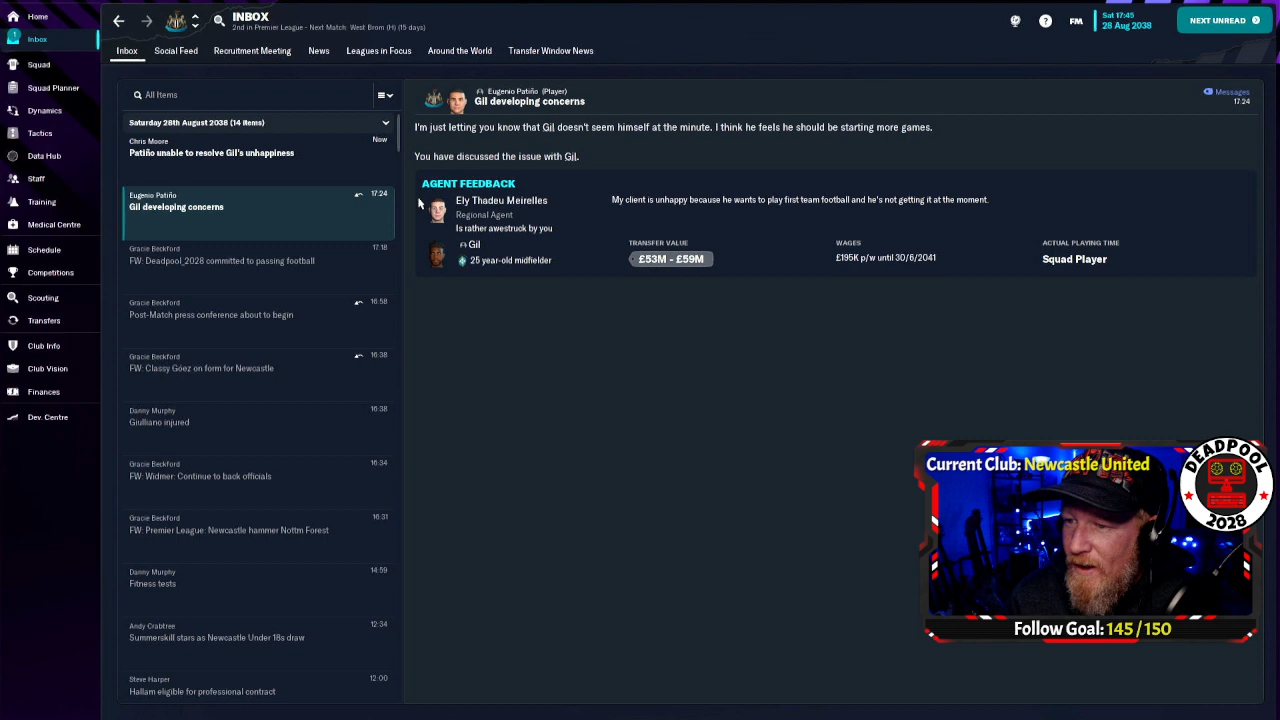 Home
1
Inbox
Squad
Squad Planner
Dynamics
Tactics
Data Hub
Staff
Training
Medical Centre
Schedule
Competitions
Scouting
Transfers
Club Info
Club Vision
Finances
Dev. Centre
INBOX
2nd in Premier League - Next Match: West Brom (H) (15 days)
FM
Sat 17:45
28 Aug 2038
NEXT UNREAD
Inbox
Social Feed
Recruitment Meeting
News
Leagues in Focus
Around the World
Transfer Window News
All Items
Saturday 28th August 2038 (14 items)
Chris Moore
Now
Patiño unable to resolve Gil's unhappiness
Eugenio Patiño
17:24
Gil developing concerns
Gracie Beckford
17:18
FW: Deadpool_2028 committed to passing football
Gracie Beckford
16:58
Post-Match press conference about to begin
Gracie Beckford
16:38
FW: Classy Góez on form for Newcastle
Danny Murphy
16:38
Giulliano injured
Gracie Beckford
16:34
FW: Widmer: Continue to back officials
Gracie Beckford
16:31
FW: Premier League: Newcastle hammer Nottm Forest
Danny Murphy
14:59
Fitness tests
Andy Crabtree
12:34
Summerskill stars as Newcastle Under 18s draw
Steve Harper
12:00
Hallam eligible for professional contract
Eugenio Patiño (Player)
Gil developing concerns
Messages
17:24
I'm just letting you know that Gil doesn't seem himself at the minute. I think he feels he should be starting more games.
You have discussed the issue with Gil.
AGENT FEEDBACK
Ely Thadeu Meirelles
Regional Agent
Is rather awestruck by you
My client is unhappy because he wants to play first team football and he's not getting it at the moment.
Gil
25 year-old midfielder
TRANSFER VALUE
£53M - £59M
WAGES
£195K p/w until 30/6/2041
ACTUAL PLAYING TIME
Squad Player
Current Club: Newcastle United
DEADPOOL
2028
Follow Goal: 145 / 150